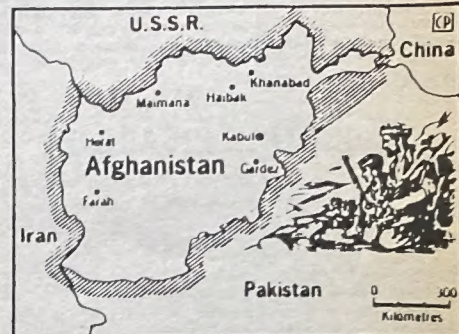 U.S.S.R.
CP
China
Khanabad
Maimana
Haibak
Herat
Kabul
Afghanistan
Gardez
Farah
Iran
Pakistan
0 300
Kilometres